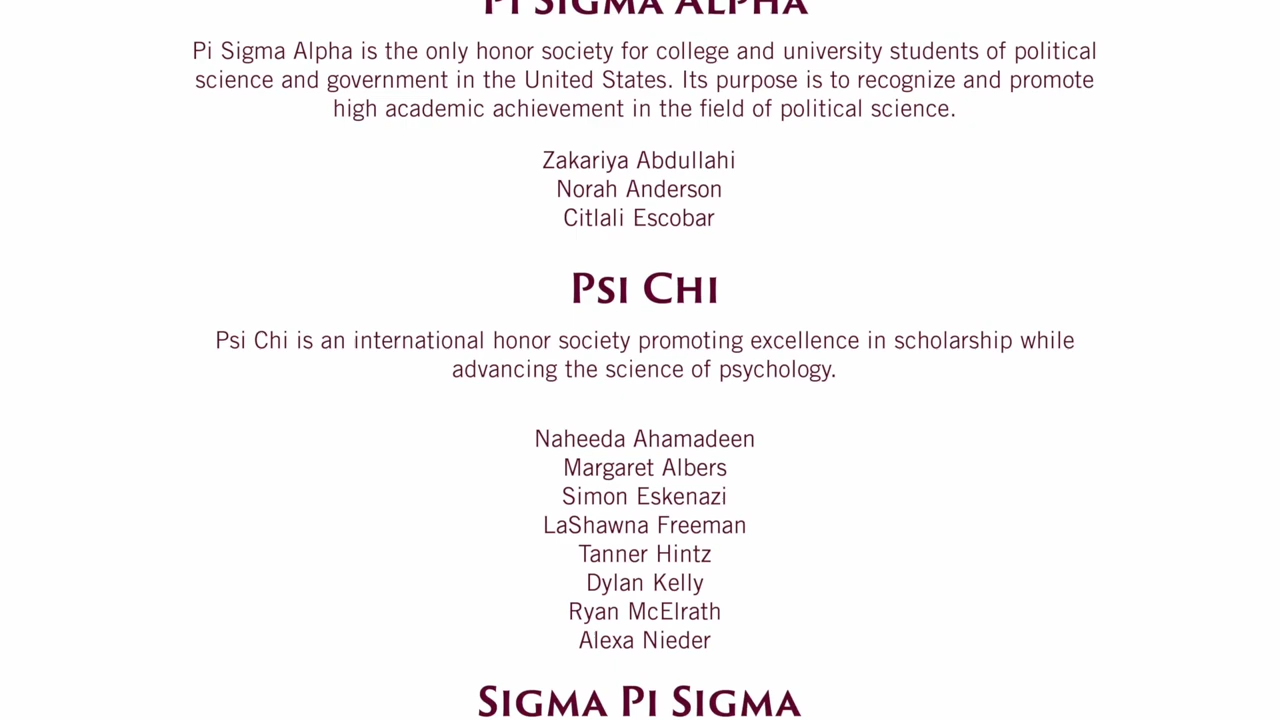 Pi Sigma Alpha
Pi Sigma Alpha is the only honor society for college and university students of political
science and government in the United States. Its purpose is to recognize and promote
high academic achievement in the field of political science.
Zakariya Abdullahi
Norah Anderson
Citlali Escobar
Psi Chi
Psi Chi is an international honor society promoting excellence in scholarship while
advancing the science of psychology.
Naheeda Ahamadeen
Margaret Albers
Simon Eskenazi
LaShawna Freeman
Tanner Hintz
Dylan Kelly
Ryan McElrath
Alexa Nieder
Sigma Pi Sigma